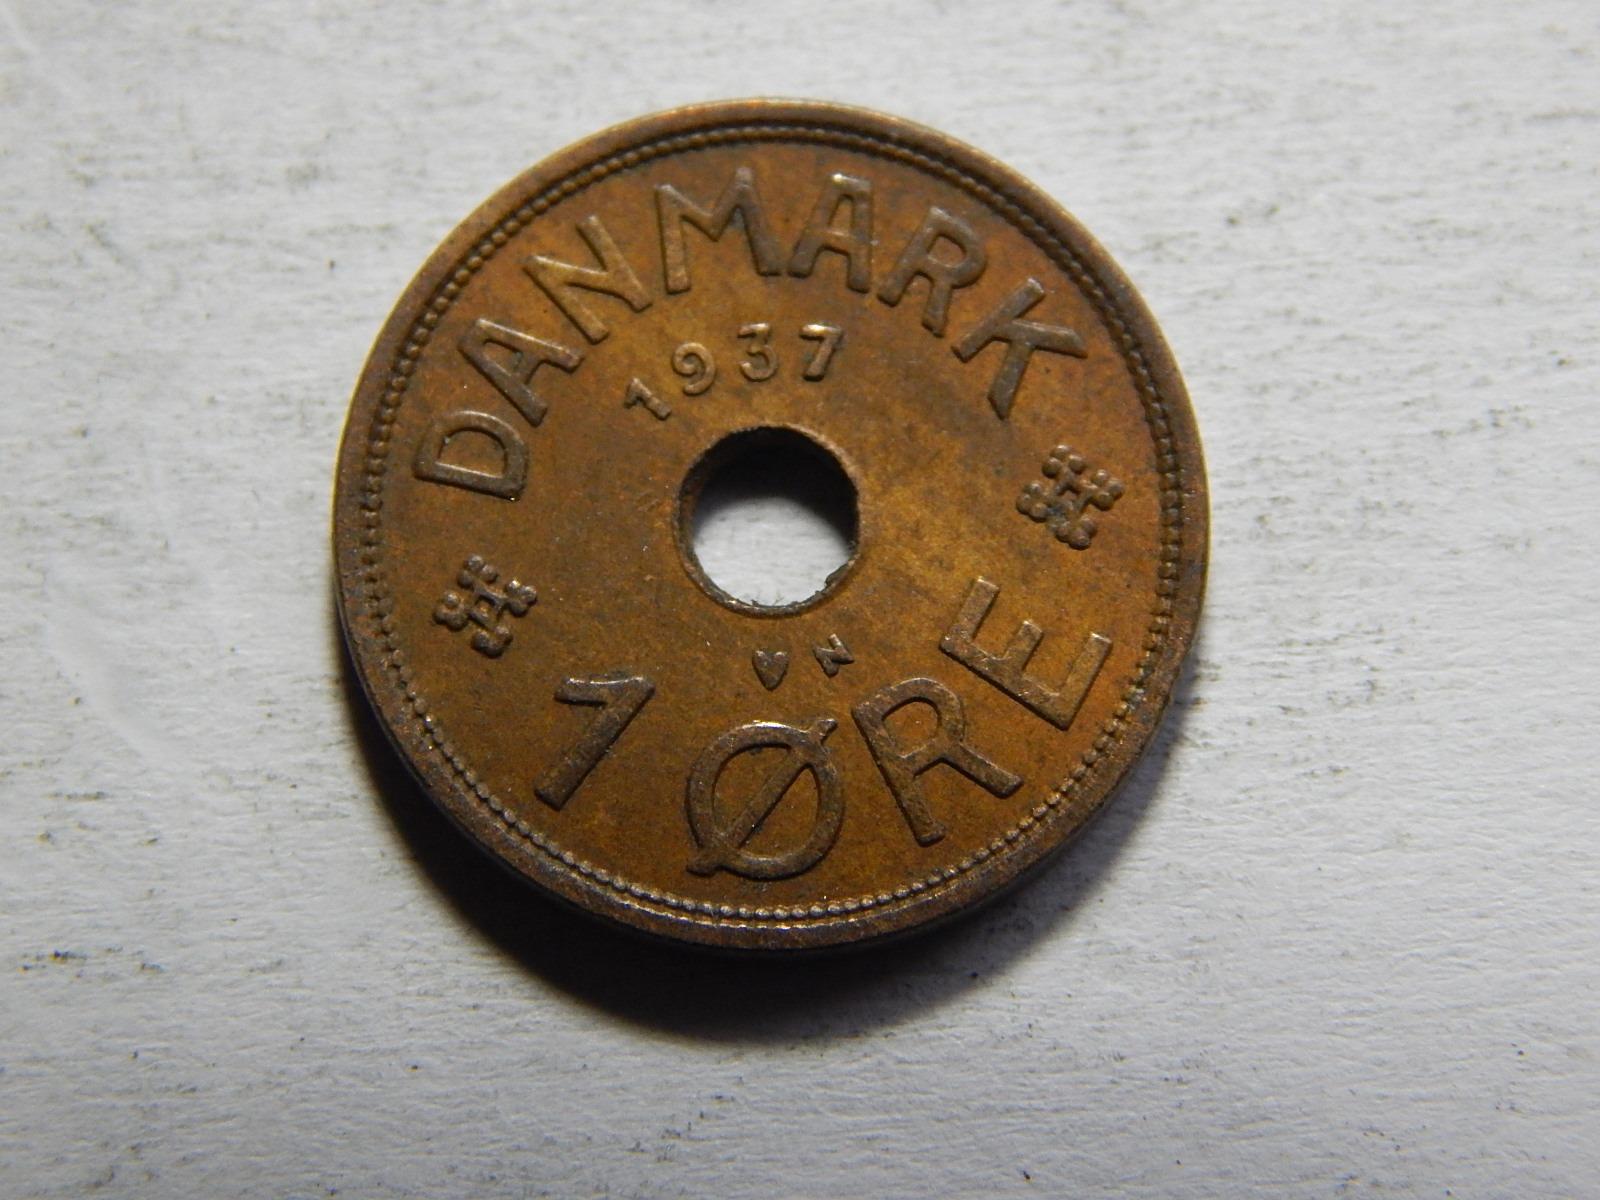 DANMARK
1937
♥ N
1 ØRE